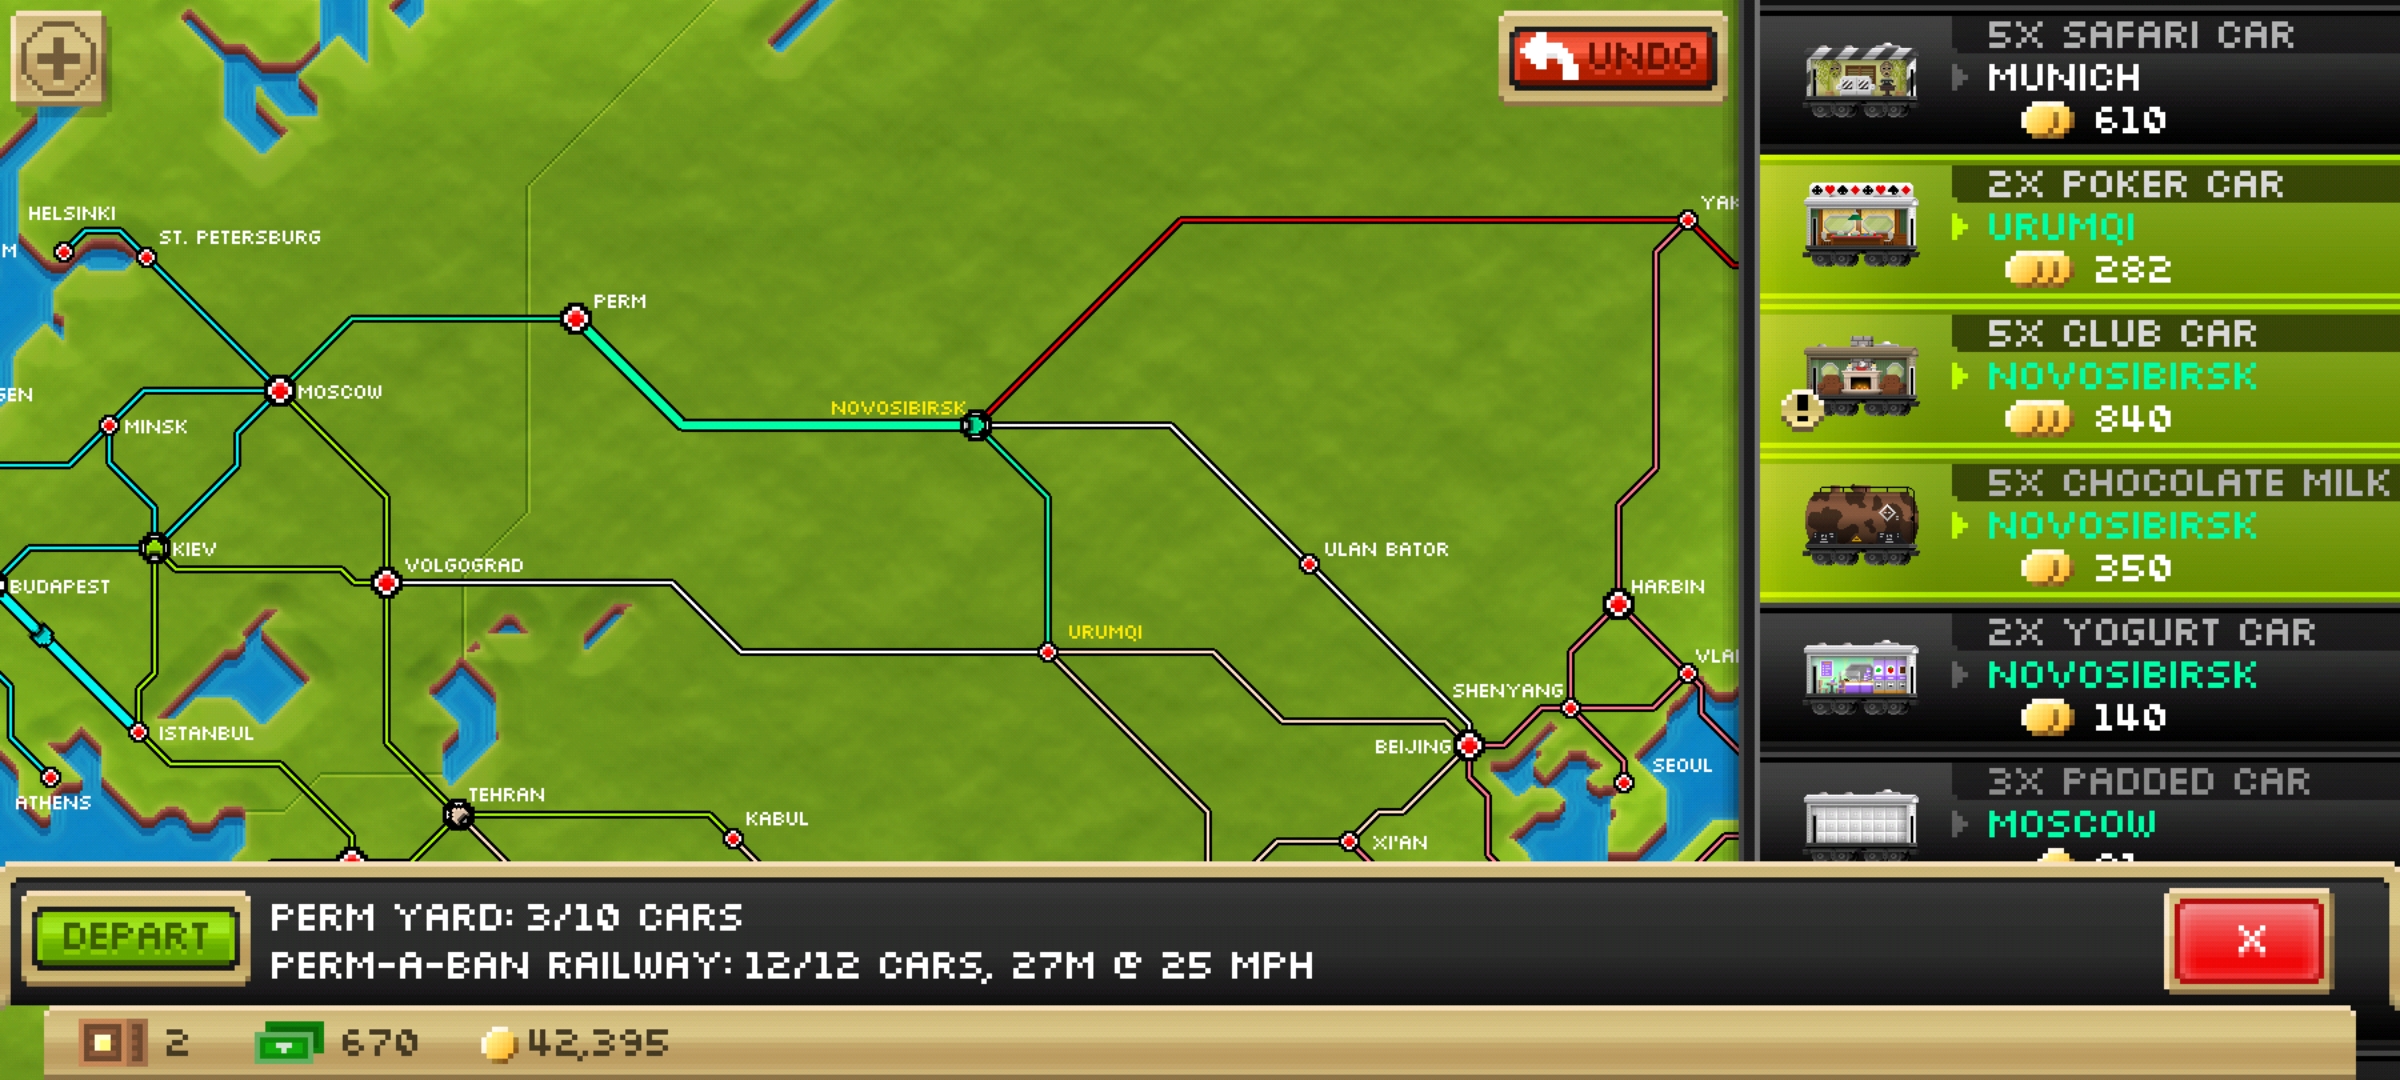 UNDO
HELSINKI
ST. PETERSBURG
M
PERM
MOSCOW
MINSK
NOVOSIBIRSK
KIEV
BUDAPEST
VOLGOGRAD
ULAN BATOR
HARBIN
URUMQI
SHENYANG
BEIJING
SEOUL
ISTANBUL
ATHENS
TEHRAN
KABUL
XI'AN
5X SAFARI CAR
MUNICH
610
2X POKER CAR
URUMQI
282
5X CLUB CAR
NOVOSIBIRSK
840
5X CHOCOLATE MILK
NOVOSIBIRSK
350
2X YOGURT CAR
NOVOSIBIRSK
140
3X PADDED CAR
MOSCOW
DEPART
PERM YARD: 3/10 CARS
PERM-A-BAN RAILWAY: 12/12 CARS, 27M @ 25 MPH
X
2
670
42,395